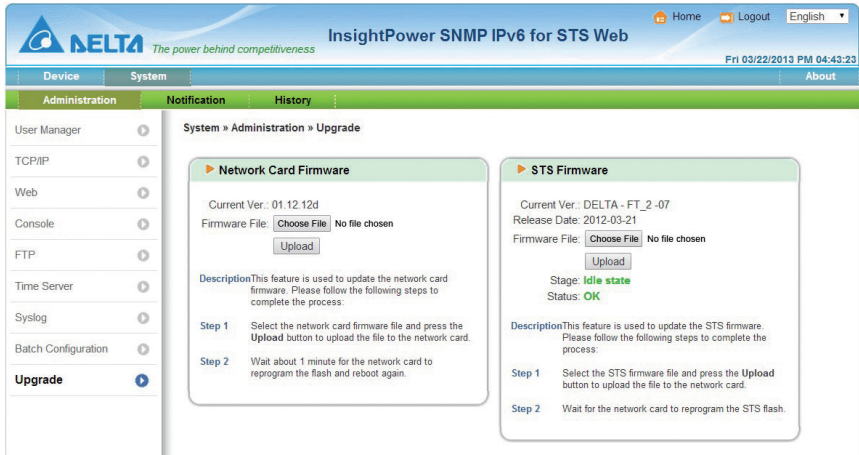 Home Logout English
DELTA The power behind competitiveness
InsightPower SNMP IPv6 for STS Web
Fri 03/22/2013 PM 04:43:23
Device System About
Administration Notification History
User Manager
TCP/IP
Web
Console
FTP
Time Server
Syslog
Batch Configuration
Upgrade
System » Administration » Upgrade
Network Card Firmware
Current Ver.: 01.12.12d
Firmware File: Choose File No file chosen
Upload
Description This feature is used to update the network card
firmware. Please follow the following steps to
complete the process:
Step 1 Select the network card firmware file and press the
Upload button to upload the file to the network card.
Step 2 Wait about 1 minute for the network card to
reprogram the flash and reboot again.
STS Firmware
Current Ver.: DELTA - FT_2 -07
Release Date: 2012-03-21
Firmware File: Choose File No file chosen
Upload
Stage: Idle state
Status: OK
Description This feature is used to update the STS firmware.
Please follow the following steps to complete the
process:
Step 1 Select the STS firmware file and press the Upload
button to upload the file to the network card.
Step 2 Wait for the network card to reprogram the STS flash.